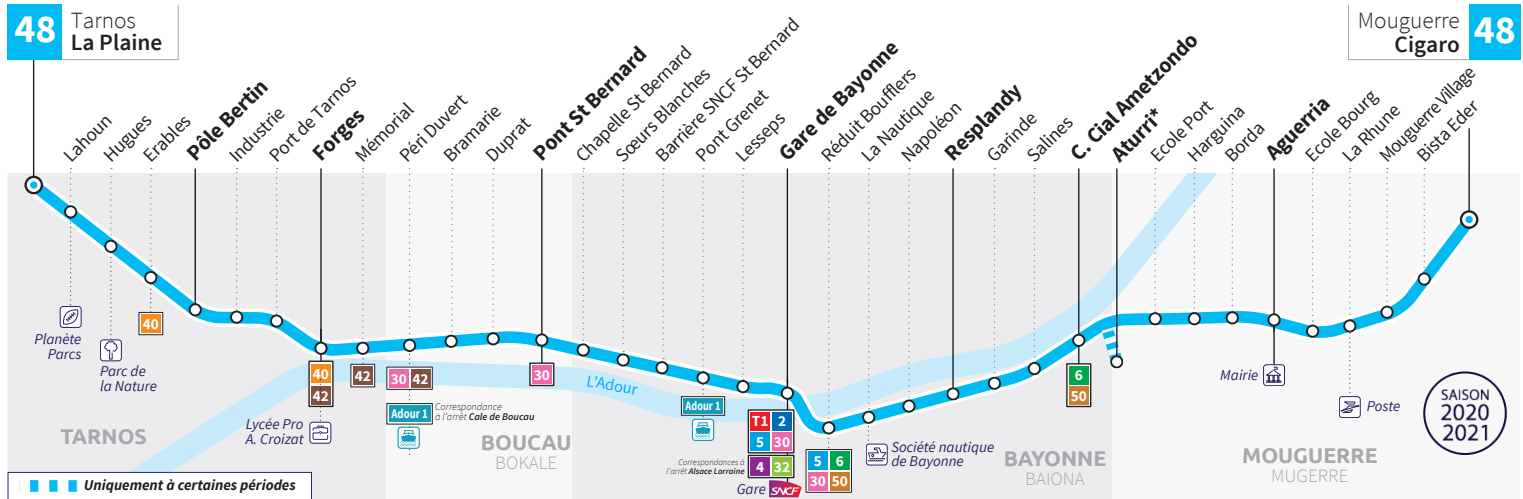 48
Tarnos
La Plaine
Mouguerre
Cigaro
48
Lahoun
Hugues
Erables
Pôle Bertin
Industrie
Port de Tarnos
Forges
Mémorial
Péri Duvert
Bramarie
Duprat
Pont St Bernard
Chapelle St Bernard
Sœurs Blanches
Barrière SNCF St Bernard
Pont Grenet
Lesseps
Gare de Bayonne
Réduit Boufflers
La Nautique
Napoléon
Resplandy
Garinde
Salines
C. Cial Ametzondo
Aturri*
Ecole Port
Harguina
Borda
Aguerria
Ecole Bourg
La Rhune
Mouguerre Village
Bista Eder
Planète
Parcs
Parc de
la Nature
40
40
42
Lycée Pro
A. Croizat
42
30 42
Adour 1
Correspondance
à l'arrêt Cale de Boucau
30
L'Adour
Adour 1
T1 2
5 30
Correspondances à
l'arrêt Alsace Lorraine
4 32
Gare SNCF
5 6
30 50
Société nautique
de Bayonne
6
50
Mairie
Poste
SAISON
2020
2021
TARNOS
BOUCAU
BOKALE
BAYONNE
BAIONA
MOUGUERRE
MUGERRE
Uniquement à certaines périodes